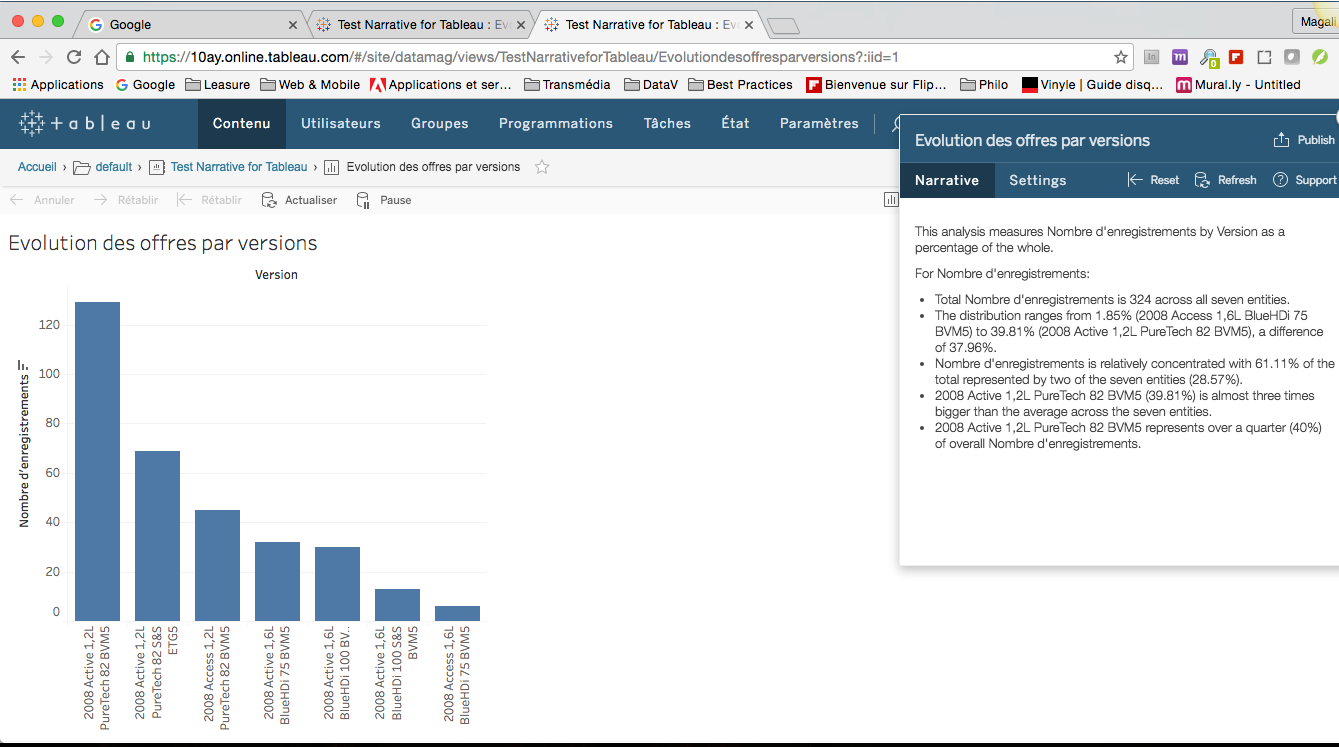 Google
Test Narrative for Tableau : Ev
Test Narrative for Tableau : Ev
Magali
https://10ay.online.tableau.com/#/site/datamag/views/TestNarrativeforTableau/Evolutiondesoffresparversions?:iid=1
Applications Google Leasure Web & Mobile Applications et ser... Transmédia DataV Best Practices Bienvenue sur Flip... Philo Vinyle | Guide disq... Mural.ly - Untitled
+ a b | e a u
Contenu Utilisateurs Groupes Programmations Tâches État Paramètres
Accueil › default › Test Narrative for Tableau › Evolution des offres par versions
Annuler Rétablir Rétablir Actualiser Pause
Evolution des offres par versions
Version
Nombre d'enregistrements
120
100
80
60
40
20
0
2008 Active 1,2L
PureTech 82 BVM5
2008 Active 1,2L
PureTech 82 S&S
ETG5
2008 Access 1,2L
PureTech 82 BVM5
2008 Active 1,6L
BlueHDi 75 BVM5
2008 Active 1,6L
BlueHDi 100 BV..
2008 Active 1,6L
BlueHDi 100 S&S
BVM5
2008 Access 1,6L
BlueHDi 75 BVM5
Evolution des offres par versions
Publish
Narrative Settings Reset Refresh Support
This analysis measures Nombre d'enregistrements by Version as a
percentage of the whole.
For Nombre d'enregistrements:
• Total Nombre d'enregistrements is 324 across all seven entities.
• The distribution ranges from 1.85% (2008 Access 1,6L BlueHDi 75
BVM5) to 39.81% (2008 Active 1,2L PureTech 82 BVM5), a difference
of 37.96%.
• Nombre d'enregistrements is relatively concentrated with 61.11% of the
total represented by two of the seven entities (28.57%).
• 2008 Active 1,2L PureTech 82 BVM5 (39.81%) is almost three times
bigger than the average across the seven entities.
• 2008 Active 1,2L PureTech 82 BVM5 represents over a quarter (40%)
of overall Nombre d'enregistrements.